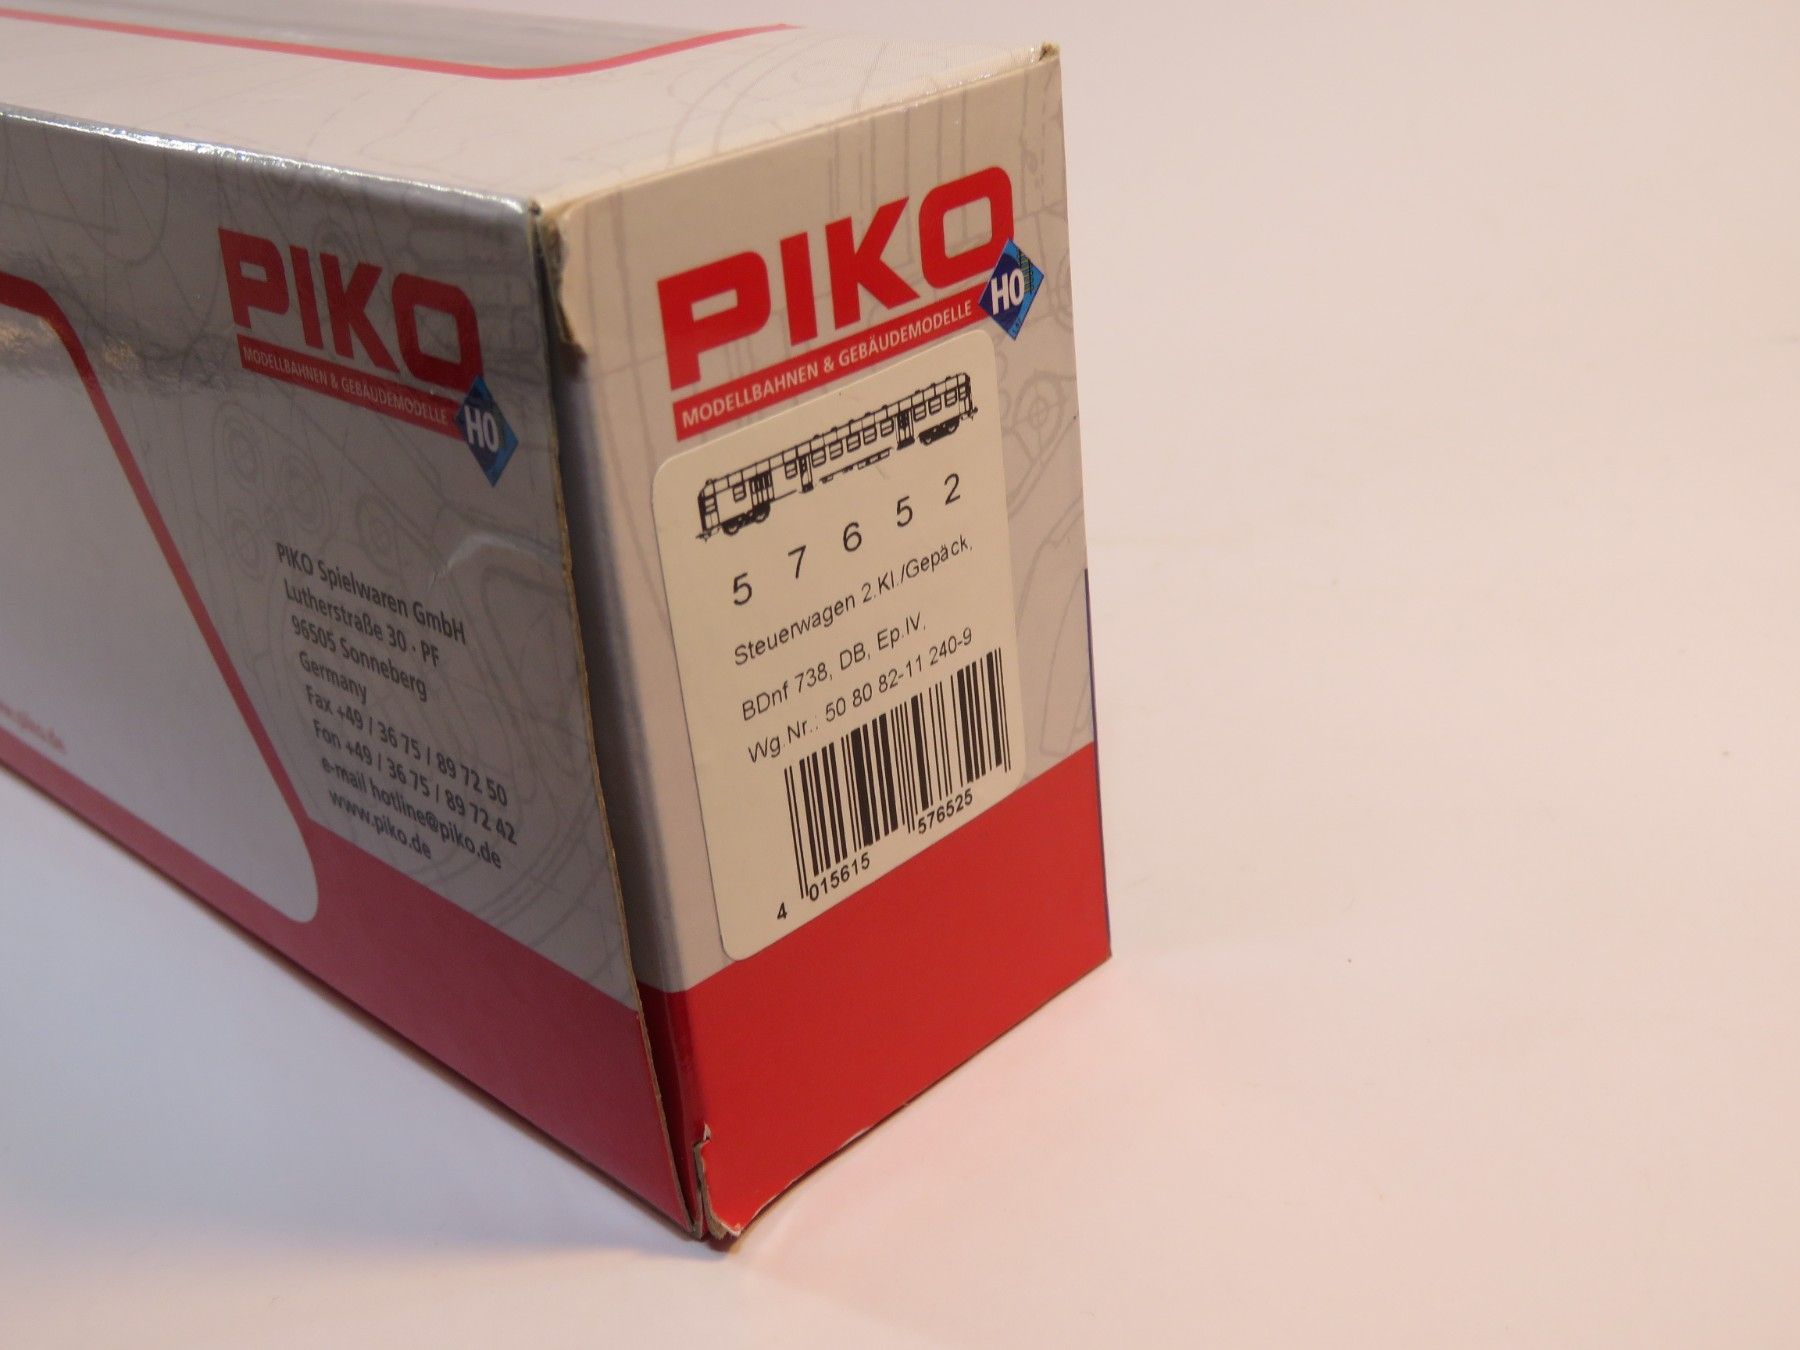 PIKO
MODELLBAHNEN & GEBÄUDEMODELLE
H0
PIKO Spielwaren GmbH
Lutherstraße 30 · PF
96505 Sonneberg
Germany
Fax +49 / 36 75 / 89 72 50
Fon +49 / 36 75 / 89 72 42
e-mail hotline@piko.de
www.piko.de
PIKO
MODELLBAHNEN & GEBÄUDEMODELLE
H0
5 7 6 5 2
Steuerwagen 2.Kl./Gepäck,
BDnf 738, DB, Ep.IV,
Wg.Nr.: 50 80 82-11 240-9
4 015615 576525